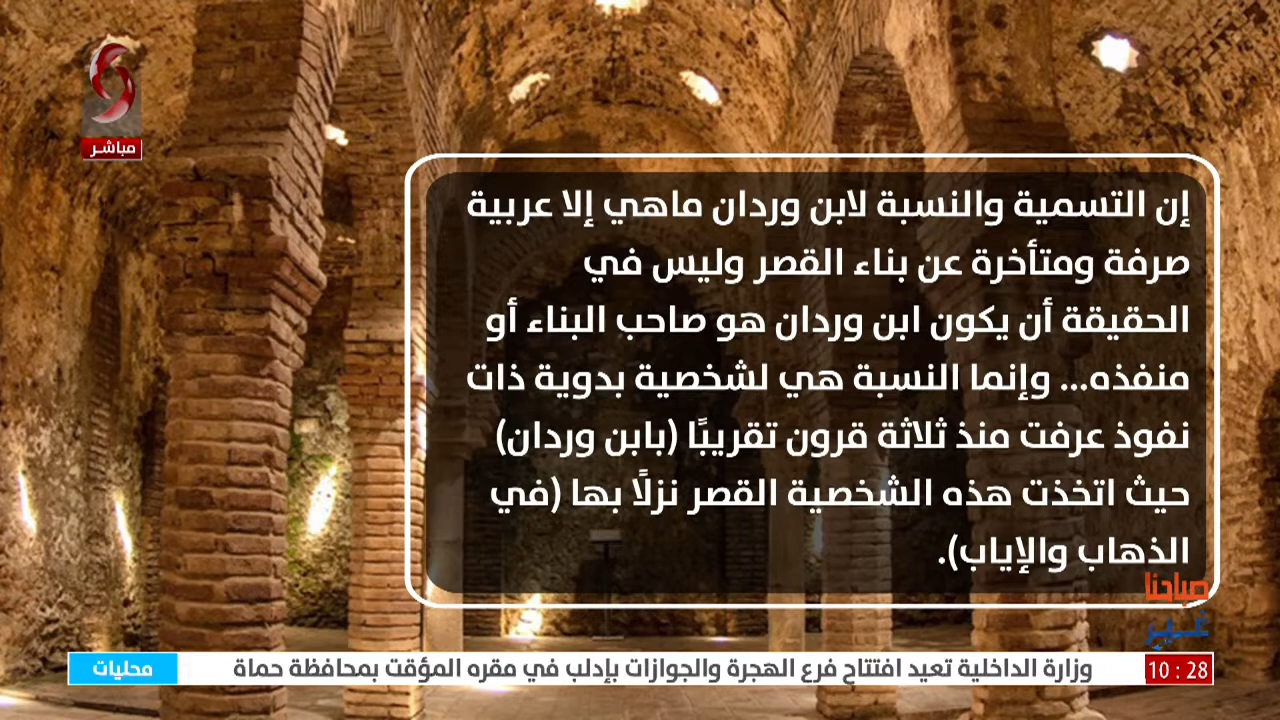 مباشر
إن التسمية والنسبة لابن وردان ماهي إلا عربية
صرفة ومتأخرة عن بناء القصر وليس في
الحقيقة أن يكون ابن وردان هو صاحب البناء أو
منفذه... وإنما النسبة هي لشخصية بدوية ذات
نفوذ عرفت منذ ثلاثة قرون تقريبًا (بابن وردان)
حيث اتخذت هذه الشخصية القصر نزلًا بها (في
الذهاب والإياب).
صباحنا
غير
محليات
وزارة الداخلية تعيد افتتاح فرع الهجرة والجوازات بإدلب في مقره المؤقت بمحافظة حماة
10 : 28